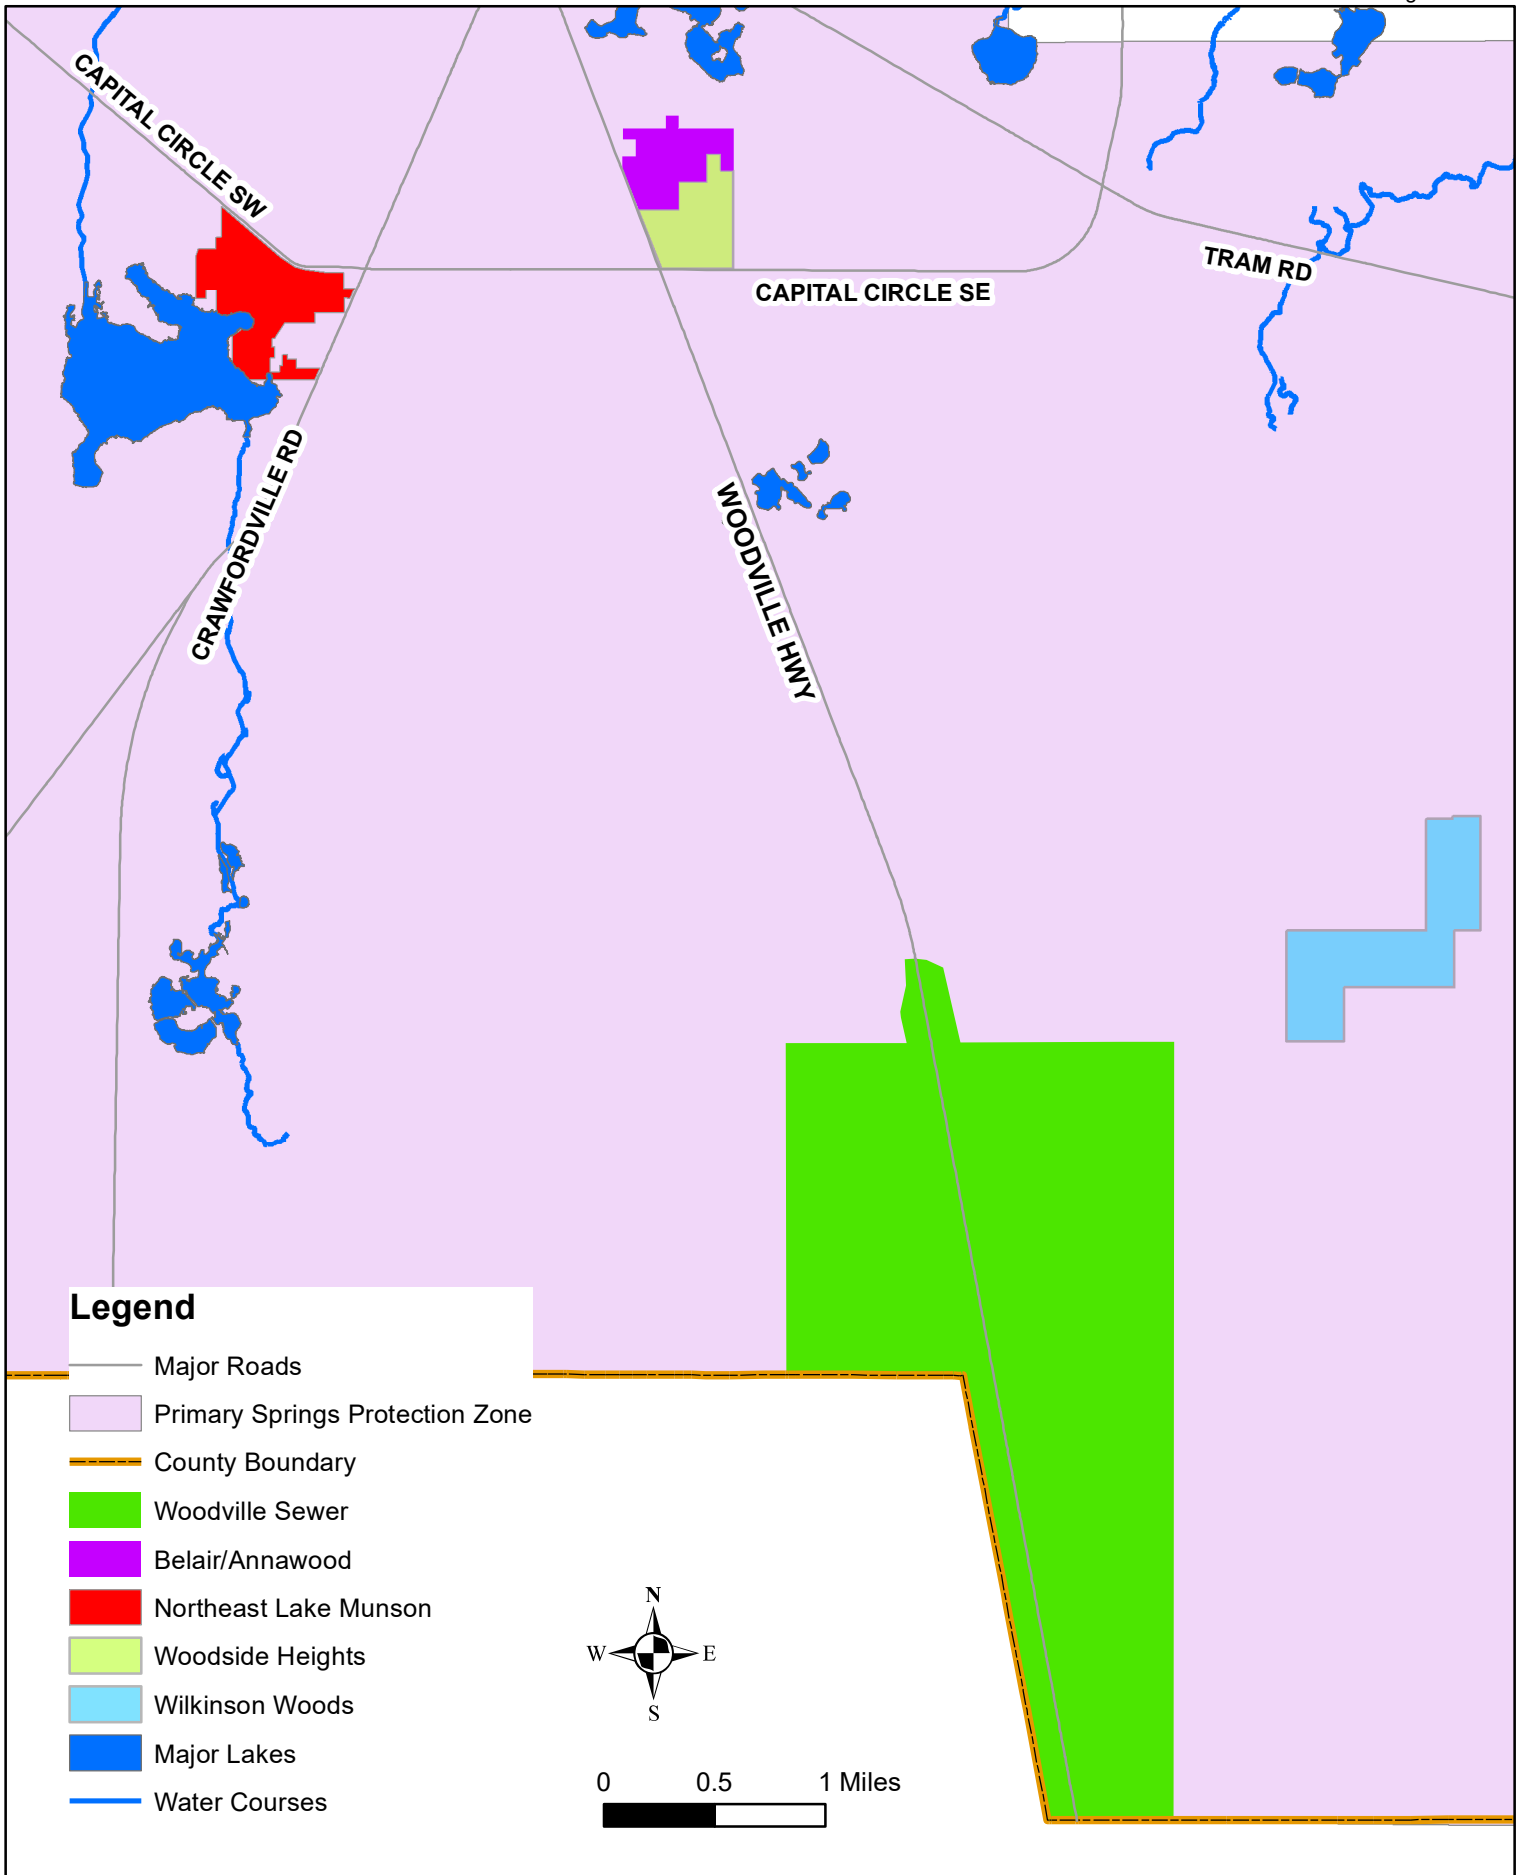 CAPITAL CIRCLE SW
TRAM RD
CAPITAL CIRCLE SE
CRAWFORDVILLE RD
WOODVILLE HWY
Legend
Major Roads
Primary Springs Protection Zone
County Boundary
Woodville Sewer
Belair/Annawood
Northeast Lake Munson
Woodside Heights
Wilkinson Woods
Major Lakes
Water Courses
N
W E
S
0 0.5 1 Miles